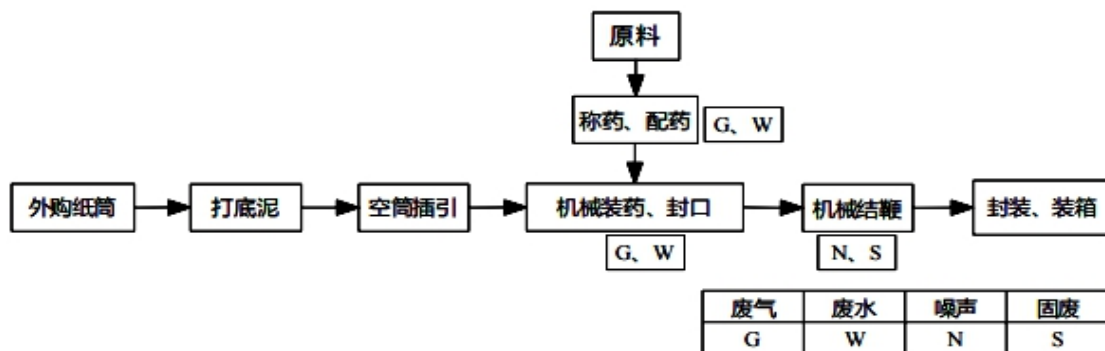 原料
称药、配药
G、W
外购纸筒
打底泥
空筒插引
机械装药、封口
机械结鞭
封装、装箱
G、W
N、S
废气 废水 噪声 固废
G W N S